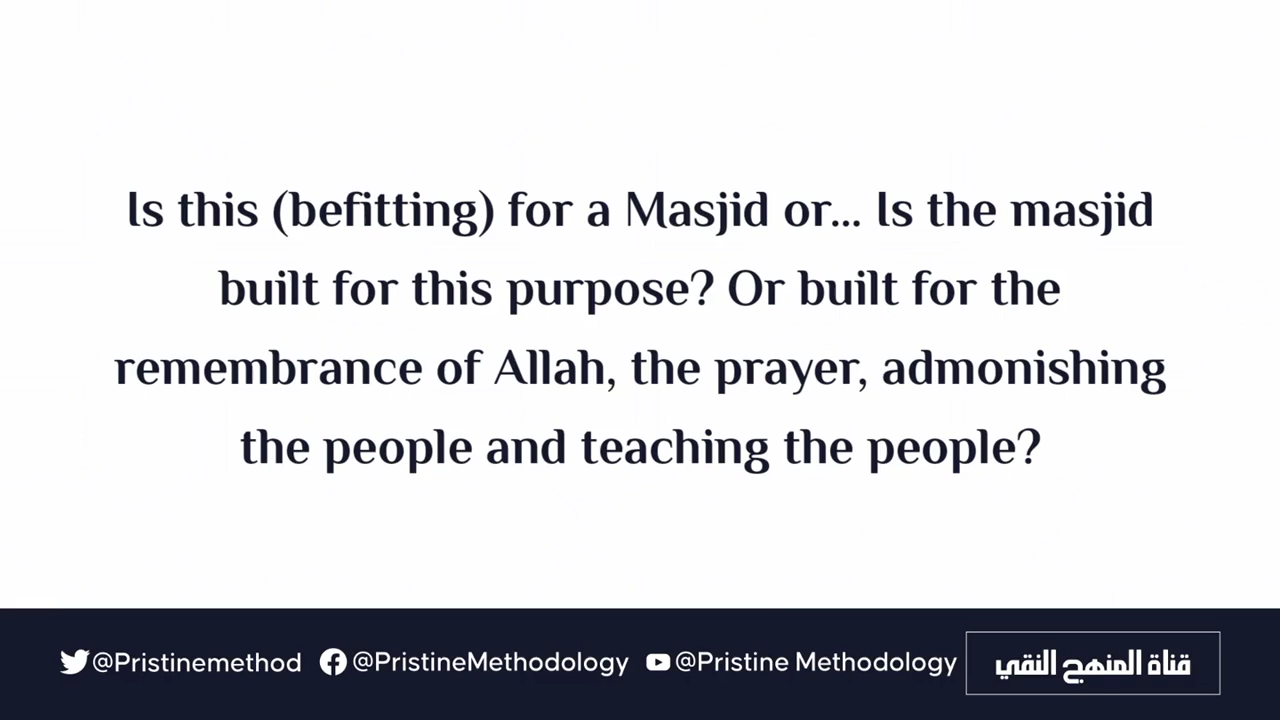 Is this (befitting) for a Masjid or... Is the masjid
built for this purpose? Or built for the
remembrance of Allah, the prayer, admonishing
the people and teaching the people?
@Pristinemethod @PristineMethodology @Pristine Methodology قناة المنهج النقي